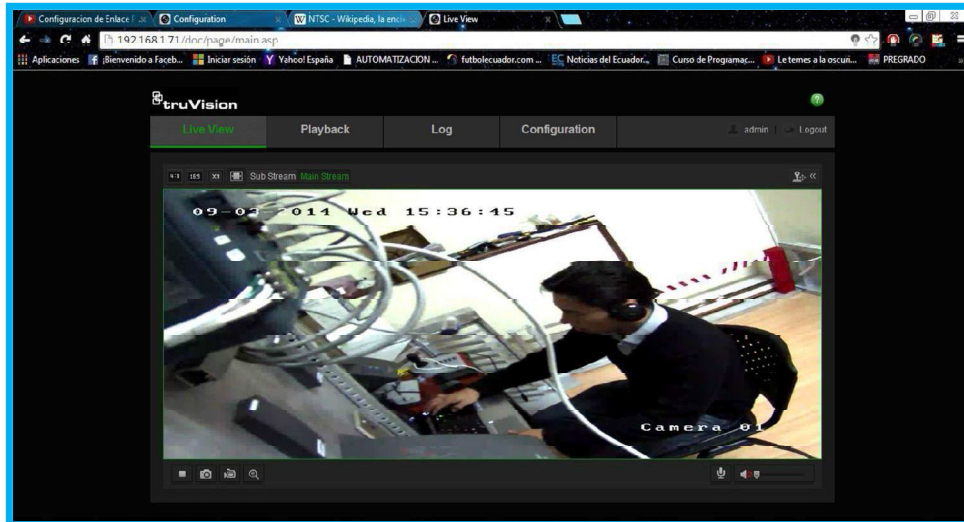 Configuracion de Enlace F
Configuration
NTSC - Wikipedia, la enci
Live View
192.168.1.71/doc/page/main.asp
Aplicaciones
¡Bienvenido a Faceb...
Iniciar sesión
Yahoo! España
AUTOMATIZACION ...
futbolecuador.com ...
Noticias del Ecuador...
Curso de Programac...
Le temes a la oscuri...
PREGRADO
truVision
Live View
Playback
Log
Configuration
admin | Logout
4:3 16:9 X1 Sub Stream Main Stream
014 Wed 15:36:45
Camera 01